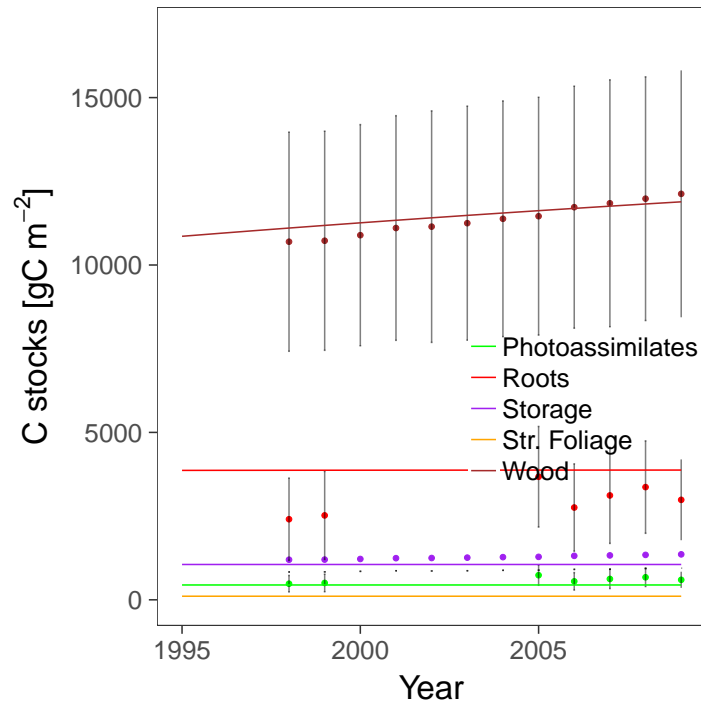 C stocks [gC m⁻²]
15000
10000
5000
0
Photoassimilates
Roots
Storage
Str. Foliage
Wood
1995
2000
2005
Year